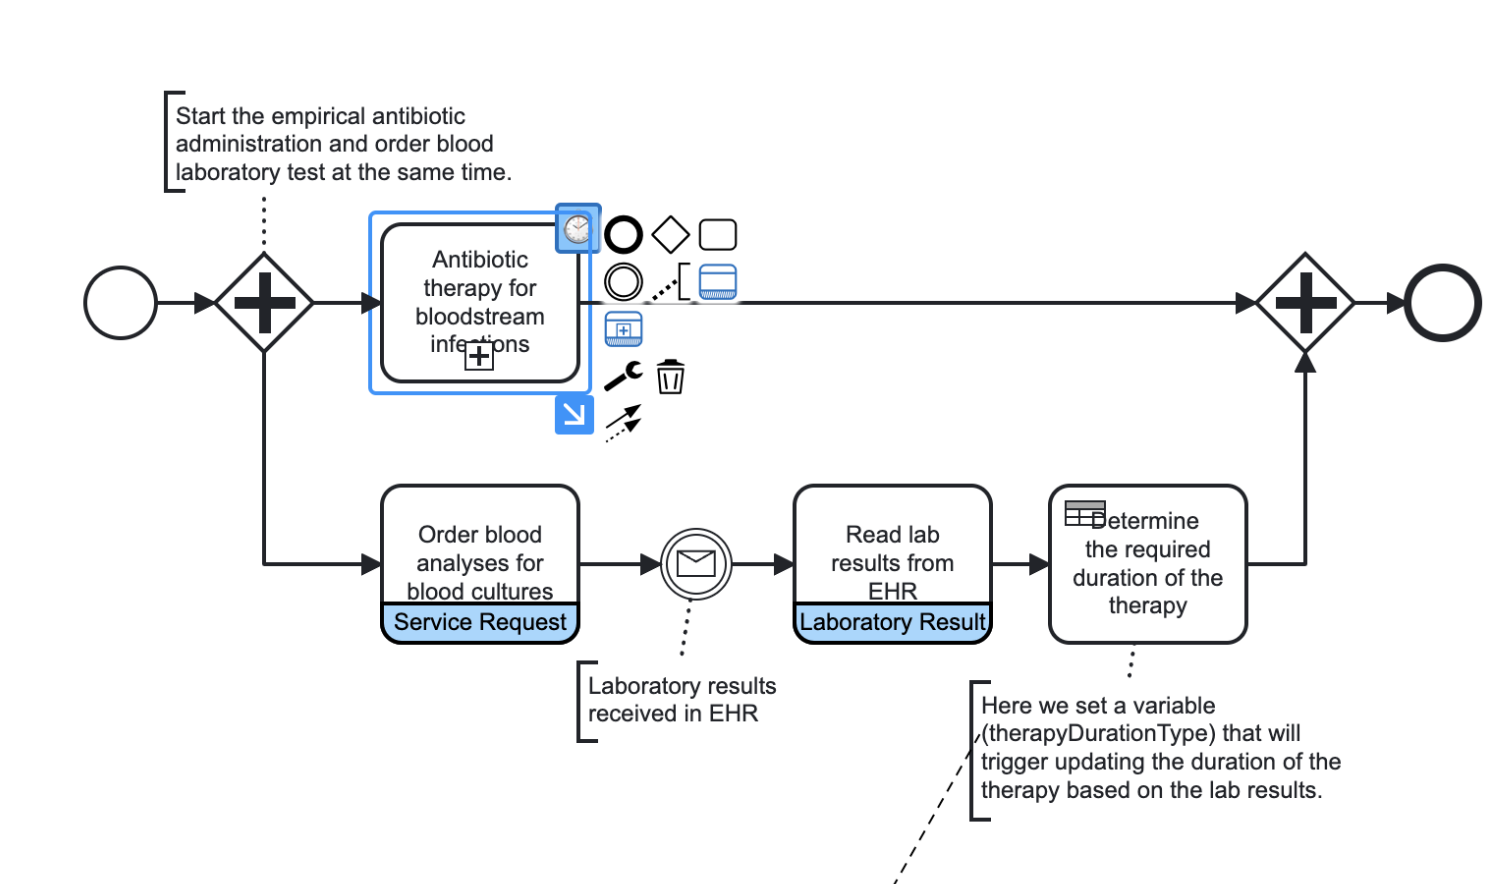 Start the empirical antibiotic
administration and order blood
laboratory test at the same time.
Antibiotic
therapy for
bloodstream
infections
Order blood
analyses for
blood cultures
Service Request
Read lab
results from
EHR
Laboratory Result
Determine
the required
duration of the
therapy
Laboratory results
received in EHR
Here we set a variable
(therapyDurationType) that will
trigger updating the duration of the
therapy based on the lab results.